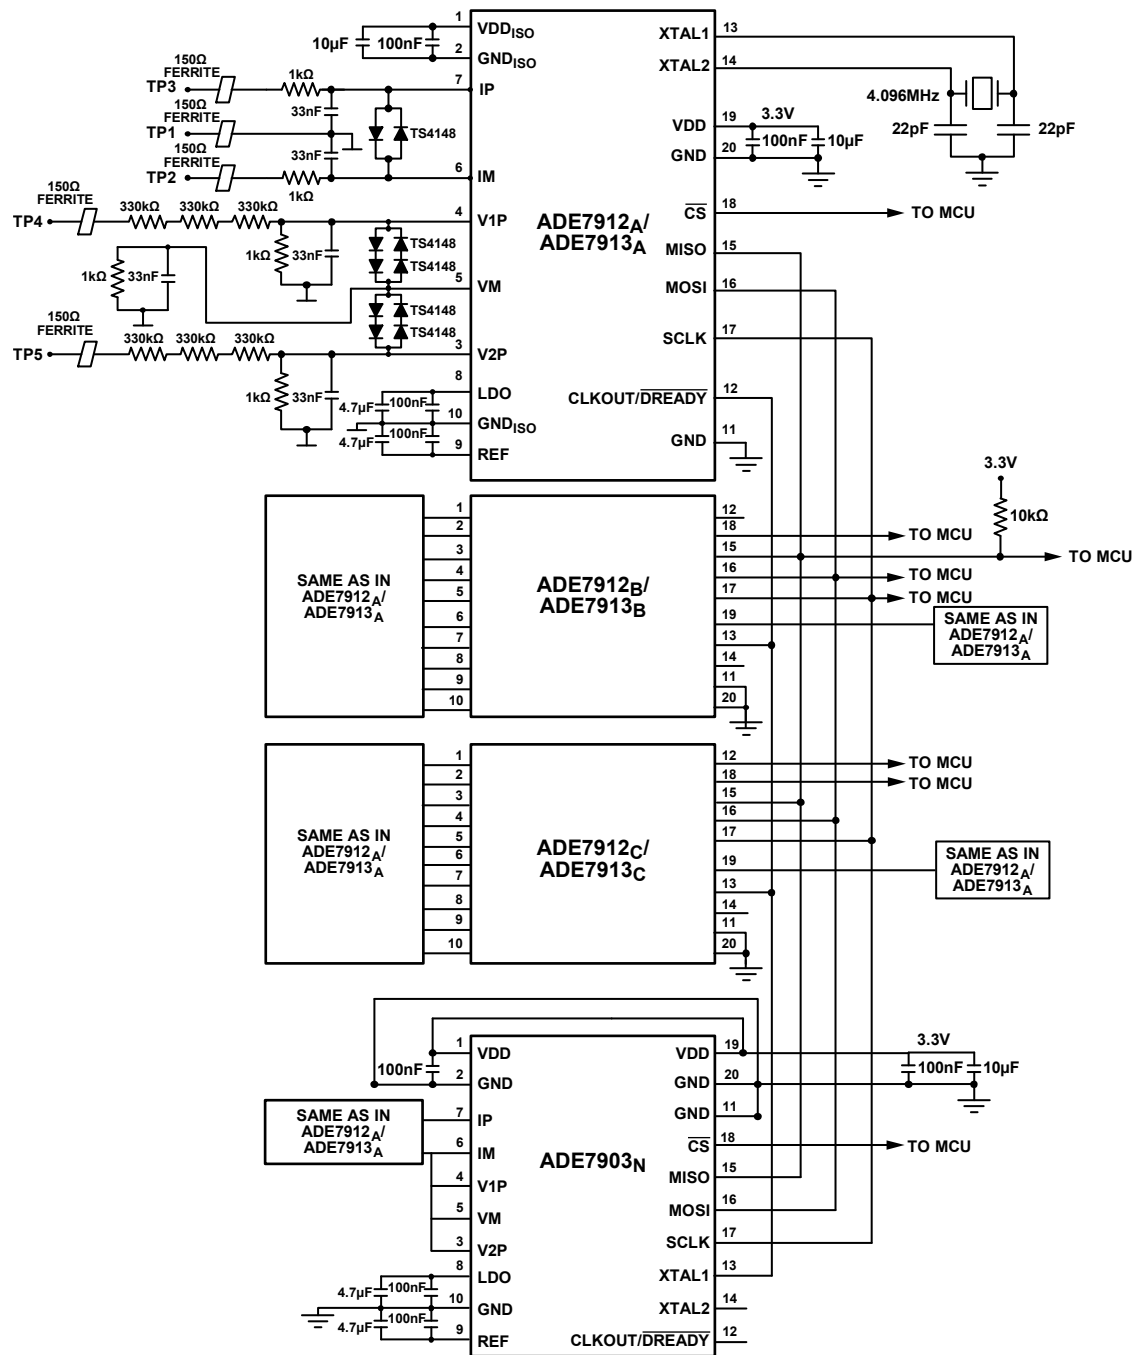 1
VDDISO
10µF
100nF
2
GNDISO
150Ω
FERRITE
TP3
1kΩ
7
IP
33nF
TS4148
150Ω
FERRITE
TP1
33nF
150Ω
FERRITE
TP2
1kΩ
6
IM
150Ω
FERRITE
TP4
330kΩ
330kΩ
330kΩ
4
V1P
1kΩ
33nF
TS4148
TS4148
1kΩ
33nF
5
VM
TS4148
TS4148
150Ω
FERRITE
TP5
330kΩ
330kΩ
330kΩ
3
V2P
1kΩ
33nF
8
LDO
4.7µF
100nF
10
GNDISO
4.7µF
100nF
9
REF
ADE7912A/
ADE7913A
XTAL1
13
XTAL2
14
4.096MHz
22pF
22pF
VDD
19
3.3V
100nF
10µF
GND
20
CS
18
TO MCU
MISO
15
MOSI
16
SCLK
17
CLKOUT/DREADY
12
GND
11
3.3V
10kΩ
SAME AS IN
ADE7912A/
ADE7913A
1
2
3
4
5
6
7
8
9
10
ADE7912B/
ADE7913B
12
18
TO MCU
15
TO MCU
16
TO MCU
17
TO MCU
19
SAME AS IN
ADE7912A/
ADE7913A
13
14
11
20
SAME AS IN
ADE7912A/
ADE7913A
1
2
3
4
5
6
7
8
9
10
ADE7912C/
ADE7913C
12
TO MCU
18
TO MCU
15
16
17
19
SAME AS IN
ADE7912A/
ADE7913A
13
14
11
20
1
VDD
100nF
2
GND
SAME AS IN
ADE7912A/
ADE7913A
7
IP
6
IM
4
V1P
5
VM
3
V2P
8
LDO
4.7µF
100nF
10
GND
4.7µF
100nF
9
REF
ADE7903N
VDD
19
3.3V
100nF
10µF
GND
20
GND
11
CS
18
TO MCU
MISO
15
MOSI
16
SCLK
17
XTAL1
13
XTAL2
14
CLKOUT/DREADY
12